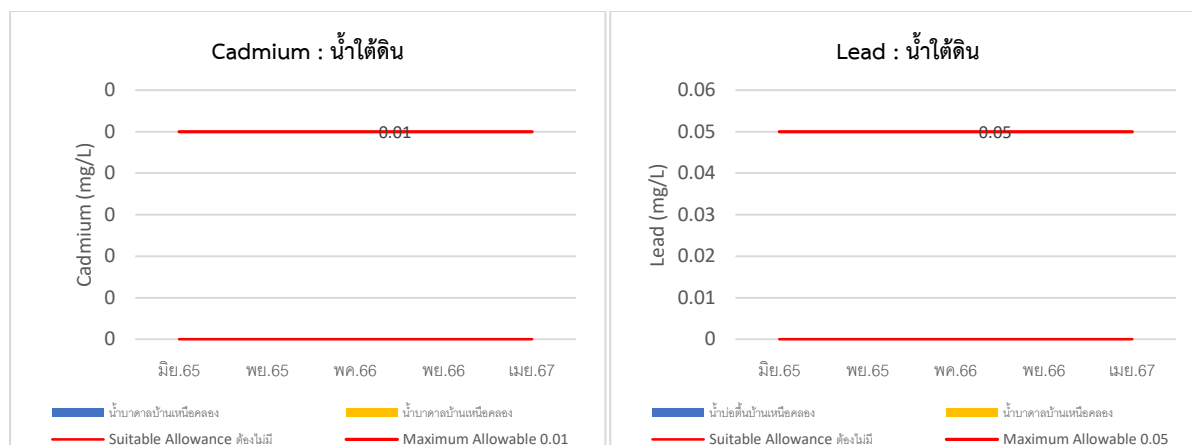 Cadmium : น้ำใต้ดิน
Cadmium (mg/L)
0
0
0
0
0
0
0
0.01
มิย.65 พย.65 พค.66 พย.66 เมย.67
น้ำบาดาลบ้านเหนือคลอง น้ำบาดาลบ้านเหนือคลอง
Suitable Allowance ต้องไม่มี Maximum Allowable 0.01
Lead : น้ำใต้ดิน
Lead (mg/L)
0.06
0.05
0.04
0.03
0.02
0.01
0
0.05
มิย.65 พย.65 พค.66 พย.66 เมย.67
น้ำบ่อตื้นบ้านเหนือคลอง น้ำบาดาลบ้านเหนือคลอง
Suitable Allowance ต้องไม่มี Maximum Allowable 0.05